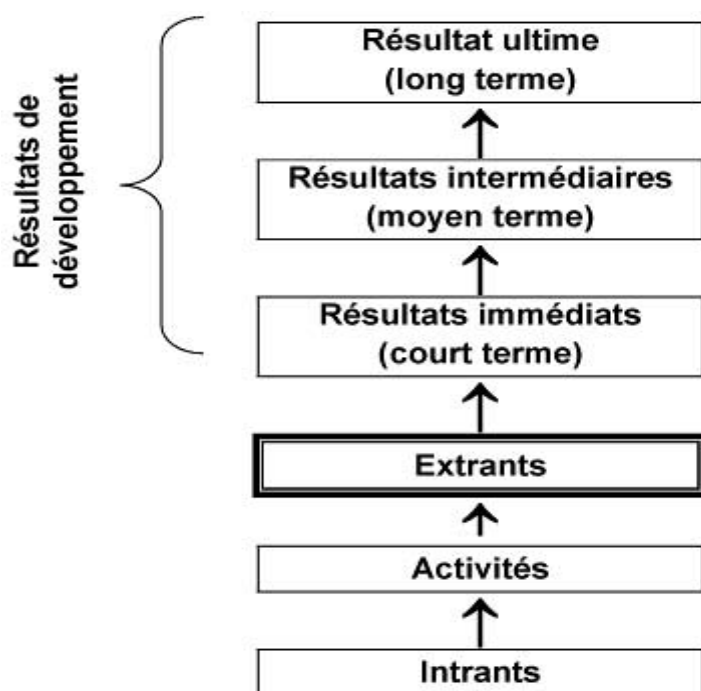 Résultats de
développement
Résultat ultime
(long terme)
Résultats intermédiaires
(moyen terme)
Résultats immédiats
(court terme)
Extrants
Activités
Intrants